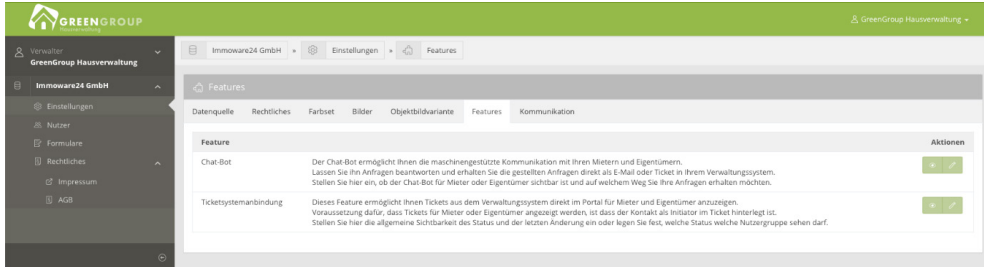 GREENGROUP
Hausverwaltung
GreenGroup Hausverwaltung
Verwalter
GreenGroup Hausverwaltung
Immoware24 GmbH
Einstellungen
Nutzer
Formulare
Rechtliches
Impressum
AGB
Immoware24 GmbH » Einstellungen » Features
Features
Datenquelle Rechtliches Farbset Bilder Objektbildvariante Features Kommunikation
Feature Aktionen
Chat-Bot
Der Chat-Bot ermöglicht Ihnen die maschinengestützte Kommunikation mit Ihren Mietern und Eigentümern.
Lassen Sie ihn Anfragen beantworten und erhalten Sie die gestellten Anfragen direkt als E-Mail oder Ticket in Ihrem Verwaltungssystem.
Stellen Sie hier ein, ob der Chat-Bot für Mieter oder Eigentümer sichtbar ist und auf welchem Weg Sie Ihre Anfragen erhalten möchten.
Ticketsystemanbindung
Dieses Feature ermöglicht Ihnen Tickets aus dem Verwaltungssystem direkt im Portal für Mieter und Eigentümer anzuzeigen.
Voraussetzung dafür, dass Tickets für Mieter oder Eigentümer angezeigt werden, ist dass der Kontakt als Initiator im Ticket hinterlegt ist.
Stellen Sie hier die allgemeine Sichtbarkeit des Status und der letzten Änderung ein oder legen Sie fest, welche Status welche Nutzergruppe sehen darf.